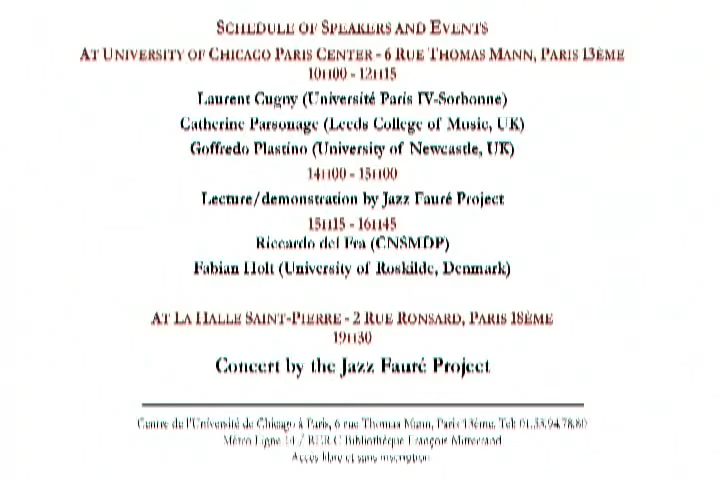 SCHEDULE OF SPEAKERS AND EVENTS
AT UNIVERSITY OF CHICAGO PARIS CENTER - 6 RUE THOMAS MANN, PARIS 13ÈME
10H00 - 12H15
Laurent Cugny (Université Paris IV-Sorbonne)
Catherine Parsonage (Leeds College of Music, UK)
Goffredo Plastino (University of Newcastle, UK)
14H00 - 15H00
Lecture/demonstration by Jazz Fauré Project
15H15 - 16H45
Riccardo del Fra (CNSMDP)
Fabian Holt (University of Roskilde, Denmark)
AT LA HALLE SAINT-PIERRE - 2 RUE RONSARD, PARIS 18ÈME
19H30
Concert by the Jazz Fauré Project
Centre de l'Université de Chicago à Paris, 6 rue Thomas Mann, Paris 13ème. Tel: 01.53.94.78.80
Métro Ligne 14 / RER C Bibliothèque François Mitterrand
Accès libre et sans inscription